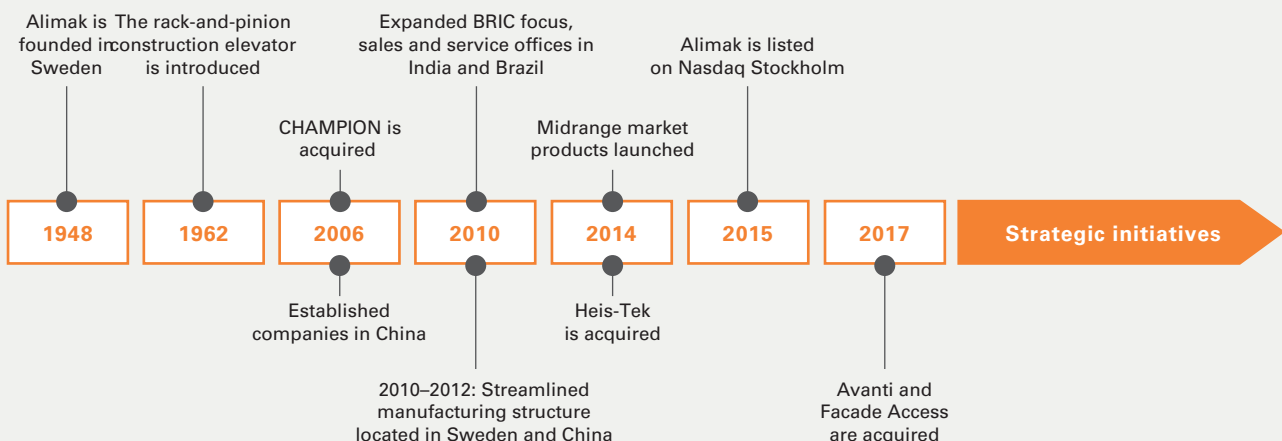 Alimak is
founded in
Sweden
The rack-and-pinion
construction elevator
is introduced
Expanded BRIC focus,
sales and service offices in
India and Brazil
Alimak is listed
on Nasdaq Stockholm
CHAMPION is
acquired
Midrange market
products launched
1948
1962
2006
2010
2014
2015
2017
Strategic initiatives
Established
companies in China
Heis-Tek
is acquired
2010–2012: Streamlined
manufacturing structure
located in Sweden and China
Avanti and
Facade Access
are acquired